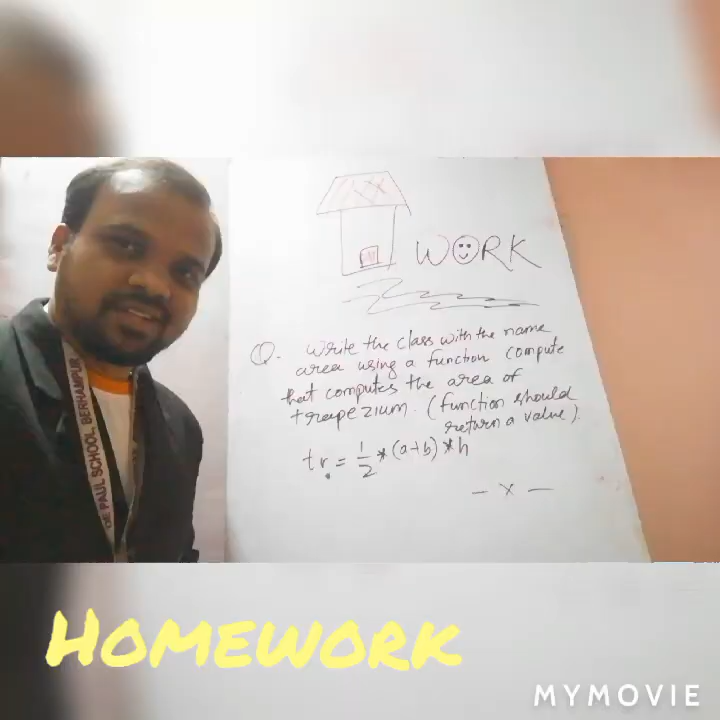 WORK
Q. Write the class with the name
area using a function compute
that computes the area of
trapezium. (function should
return a value).
tr. = 1/2 * (a+b) * h
— x —
DE PAUL SCHOOL, BERHAMPUR
HOMEWORK
MYMOVIE